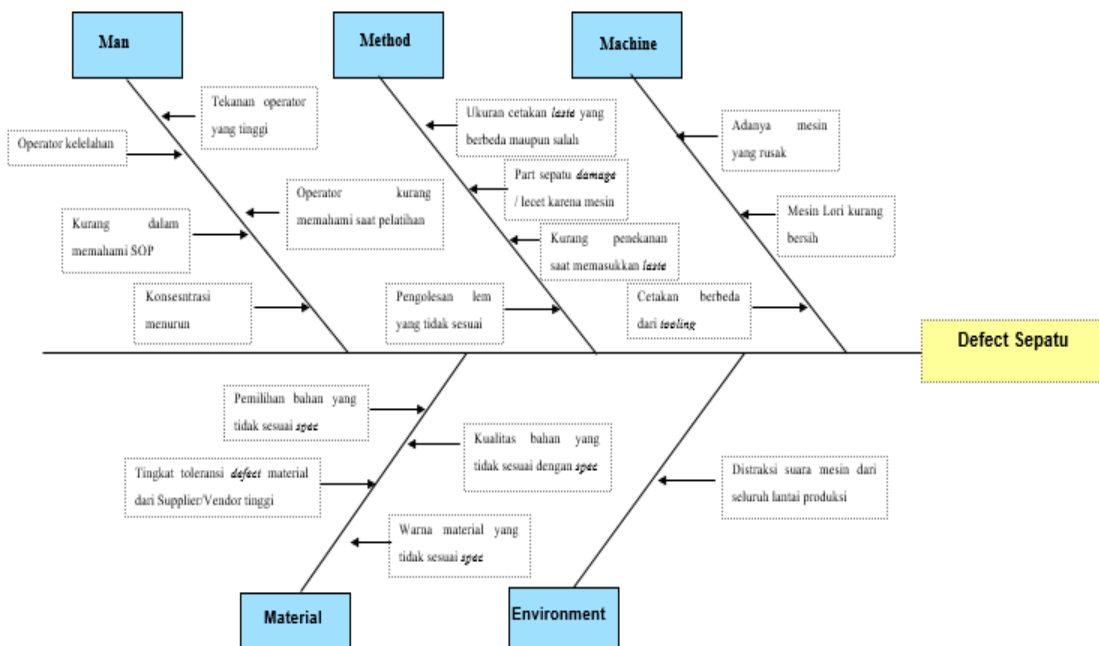 Man
Method
Machine
Tekanan operator
yang tinggi
Operator kelelahan
Operator kurang
memahami saat pelatihan
Kurang dalam
memahami SOP
Konsesntrasi
menurun
Ukuran cetakan laste yang
berbeda maupun salah
Part sepatu damage
/ lecet karena mesin
Kurang penekanan
saat memasukkan laste
Pengolesan lem
yang tidak sesuai
Adanya mesin
yang rusak
Mesin Lori kurang
bersih
Cetakan berbeda
dari tooling
Defect Sepatu
Pemilihan bahan yang
tidak sesuai spec
Kualitas bahan yang
tidak sesuai dengan spec
Tingkat toleransi defect material
dari Supplier/Vendor tinggi
Warna material yang
tidak sesuai spec
Distraksi suara mesin dari
seluruh lantai produksi
Material
Environment